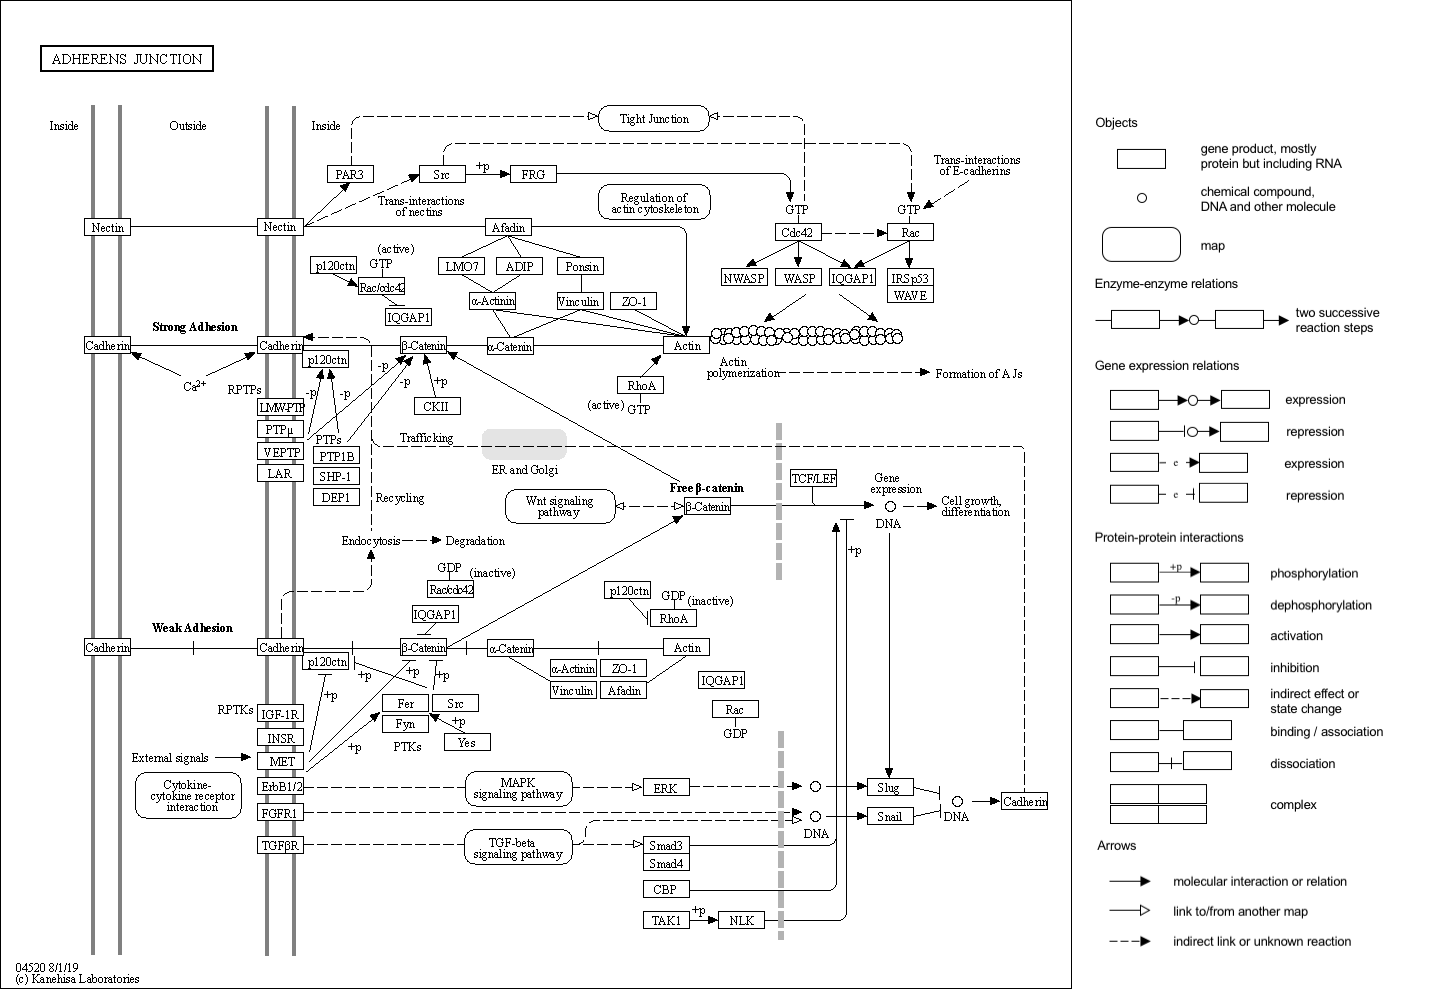 ADHERENS JUNCTION
Inside
Outside
Inside
Tight Junction
PAR3
Src
+p
FRG
Trans-interactions
of E-cadherins
Trans-interactions
of nectins
Regulation of
actin cytoskeleton
GTP
GTP
Nectin
Nectin
Afadin
Cdc42
Rac
(active)
p120ctn
GTP
Rac/cdc42
IQGAP1
LMO7
ADIP
Ponsin
α-Actinin
Vinculin
ZO-1
NWASP
WASP
IQGAP1
IRSp53
WAVE
Strong Adhesion
Cadherin
Cadherin
p120ctn
β-Catenin
α-Catenin
Actin
Actin
polymerization
Formation of AJs
Ca2+
RPTPs
-p
-p
-p
-p
+p
CKII
RhoA
(active)
GTP
LMW-PTP
PTPμ
VEPTP
LAR
PTPs
PTP1B
SHP-1
DEP1
Trafficking
ER and Golgi
Recycling
Wnt signaling
pathway
Free β-catenin
β-Catenin
TCF/LEF
Gene
expression
DNA
Cell growth,
differentiation
+p
Endocytosis
Degradation
GDP
(inactive)
Rac/cdc42
IQGAP1
p120ctn
GDP
(inactive)
RhoA
Weak Adhesion
Cadherin
Cadherin
p120ctn
β-Catenin
α-Catenin
Actin
+p
+p
+p
+p
α-Actinin
ZO-1
Vinculin
Afadin
IQGAP1
Rac
GDP
Fer
Src
Fyn
+p
Yes
PTKs
+p
RPTKs
IGF-1R
INSR
MET
External signals
Cytokine-
cytokine receptor
interaction
ErbB1/2
FGFR1
TGFβR
MAPK
signaling pathway
ERK
TGF-beta
signaling pathway
Smad3
Smad4
CBP
TAK1
+p
NLK
DNA
Slug
Snail
DNA
Cadherin
04520 8/1/19
(c) Kanehisa Laboratories
Objects
gene product, mostly
protein but including RNA
chemical compound,
DNA and other molecule
map
Enzyme-enzyme relations
two successive
reaction steps
Gene expression relations
expression
repression
e
expression
e
repression
Protein-protein interactions
+p
phosphorylation
-p
dephosphorylation
activation
inhibition
indirect effect or
state change
binding / association
dissociation
complex
Arrows
molecular interaction or relation
link to/from another map
indirect link or unknown reaction